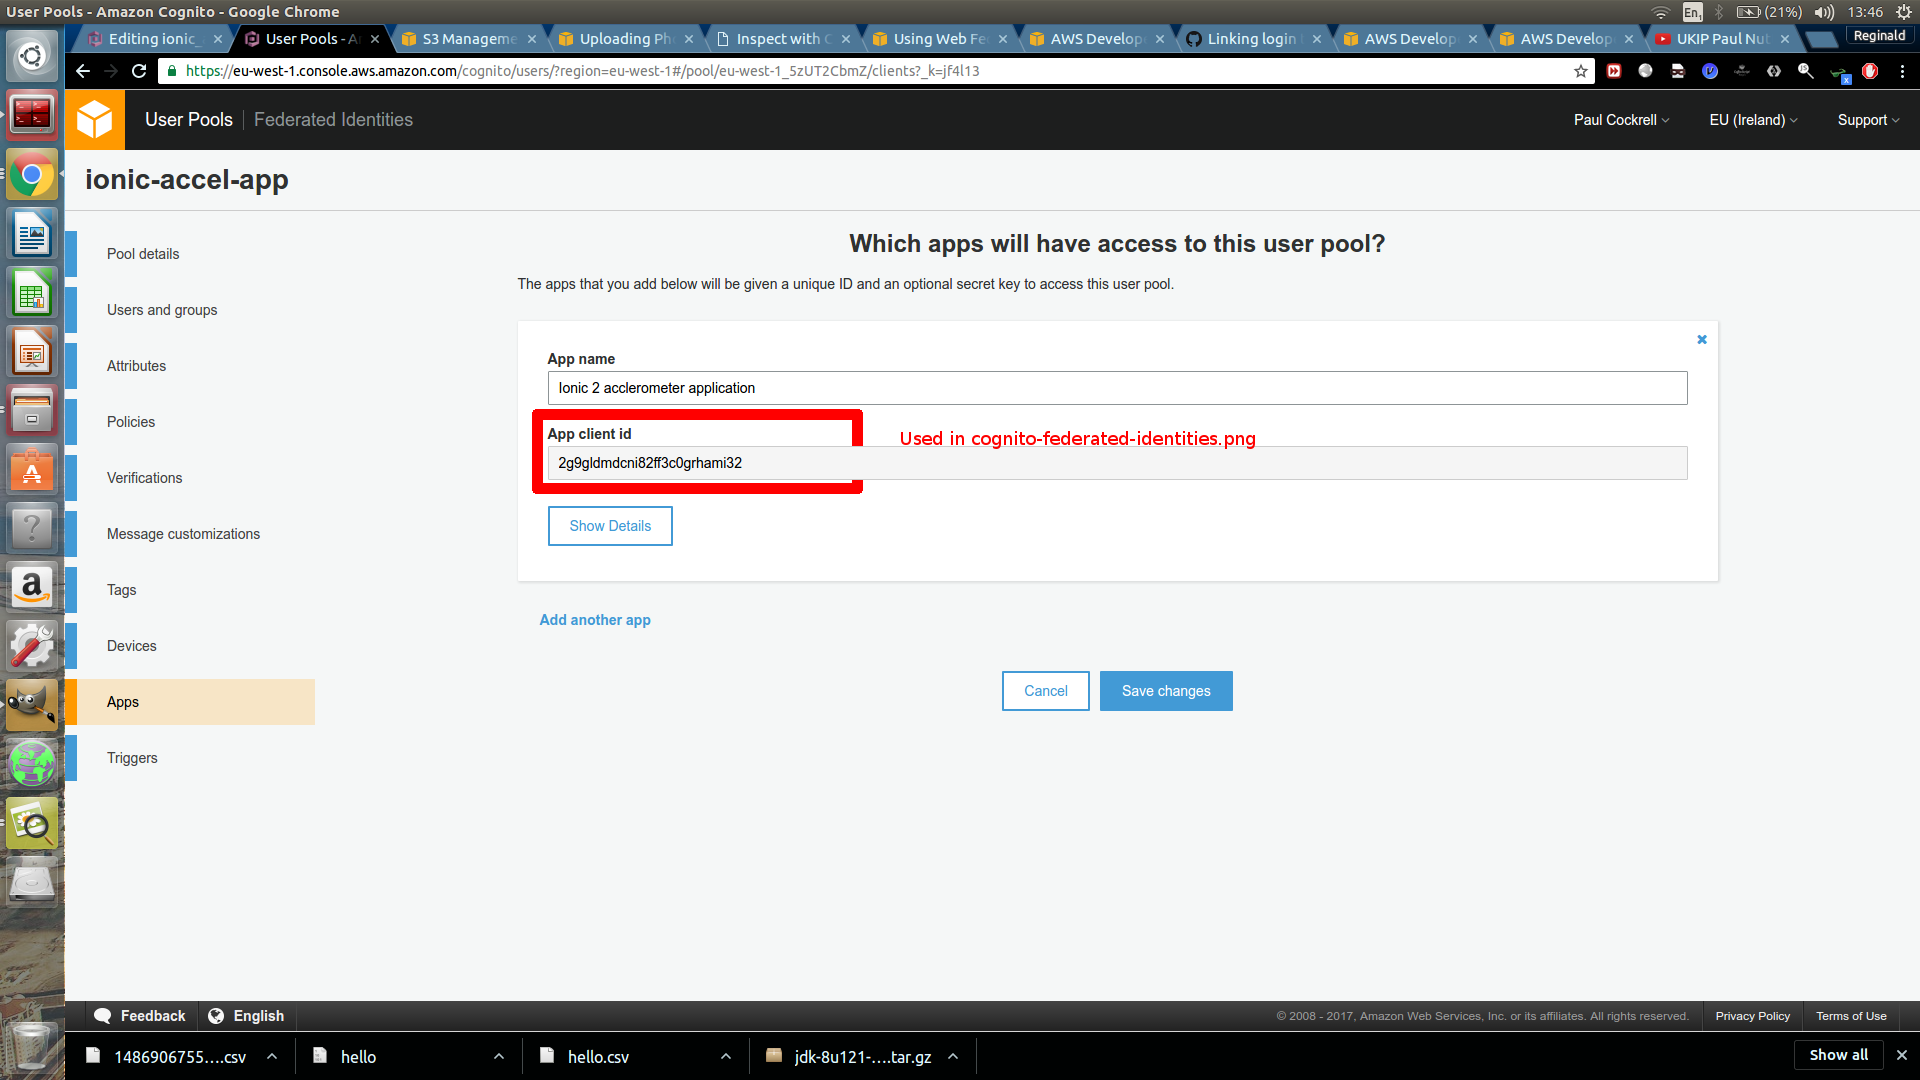 User Pools - Amazon Cognito - Google Chrome
En1
(21%)
13:46
Editing ionic_
User Pools - A
S3 Manageme
Uploading Ph
Inspect with C
Using Web Fe
AWS Develop
Linking login
AWS Develop
AWS Develop
UKIP Paul Nut
Reginald
https://eu-west-1.console.aws.amazon.com/cognito/users/?region=eu-west-1#/pool/eu-west-1_5zUT2CbmZ/clients?_k=jf4l13
User Pools
Federated Identities
Paul Cockrell
EU (Ireland)
Support
ionic-accel-app
Pool details
Users and groups
Attributes
Policies
Verifications
Message customizations
Tags
Devices
Apps
Triggers
Which apps will have access to this user pool?
The apps that you add below will be given a unique ID and an optional secret key to access this user pool.
App name
Ionic 2 acclerometer application
App client id
Used in cognito-federated-identities.png
2g9gldmdcni82ff3c0grhami32
Show Details
Add another app
Cancel
Save changes
Feedback
English
© 2008 - 2017, Amazon Web Services, Inc. or its affiliates. All rights reserved.
Privacy Policy
Terms of Use
1486906755....csv
hello
hello.csv
jdk-8u121-....tar.gz
Show all